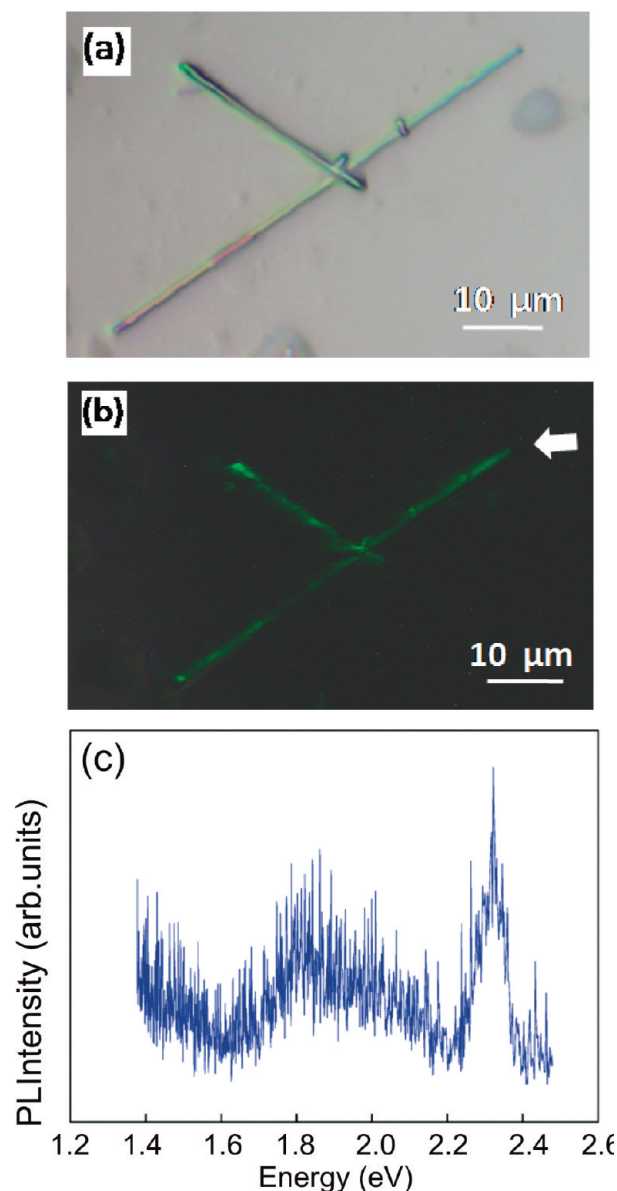 (a)
10 μm
(b)
10 μm
(c)
PLIntensity (arb.units)
1.2 1.4 1.6 1.8 2.0 2.2 2.4 2.6
Energy (eV)